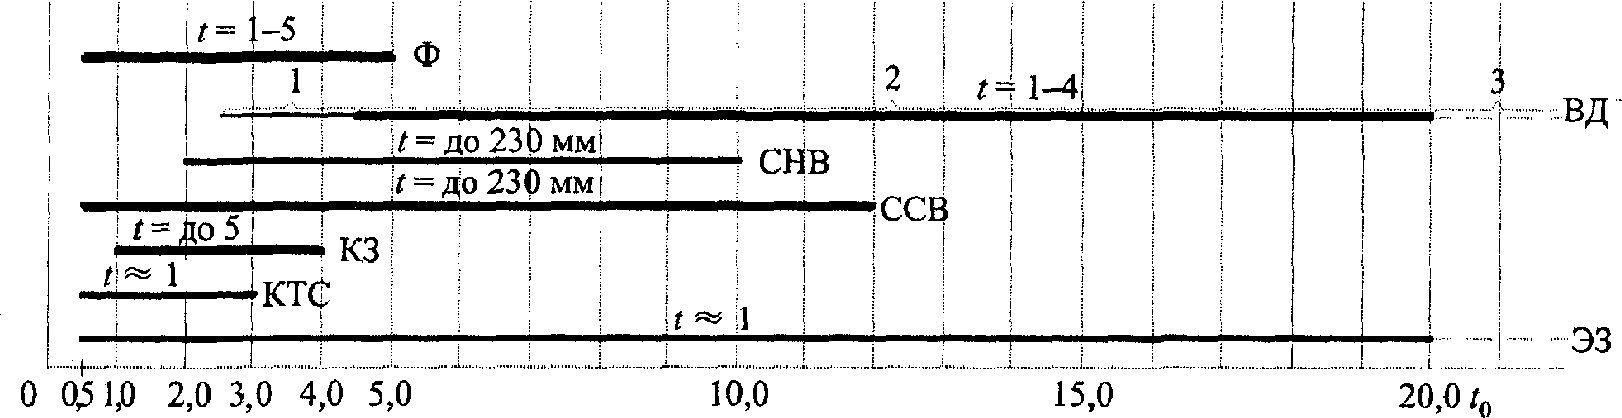 t = 1–5
Ф
1
2
t = 1–4
3
ВД
t = до 230 мм
СНВ
t = до 230 мм
ССВ
t = до 5
КЗ
t ≈ 1
КТС
t ≈ 1
ЭЗ
0 0,5 1,0 2,0 3,0 4,0 5,0 10,0 15,0 20,0 t₀